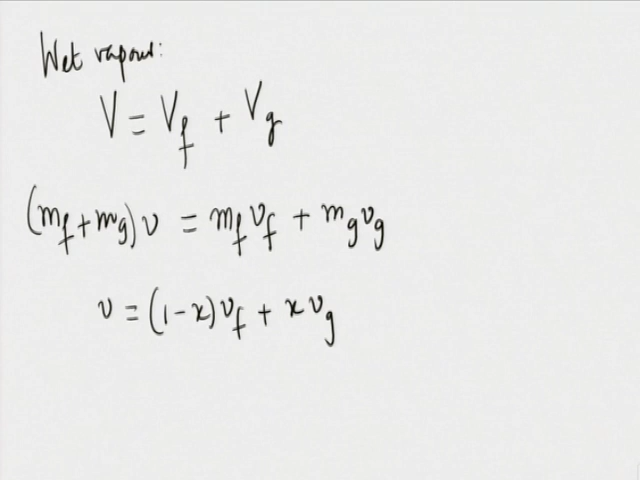 Wet vapour:
V = V_f + V_g
(m_f + m_g) v = m_f v_f + m_g v_g
v = (1-x) v_f + x v_g